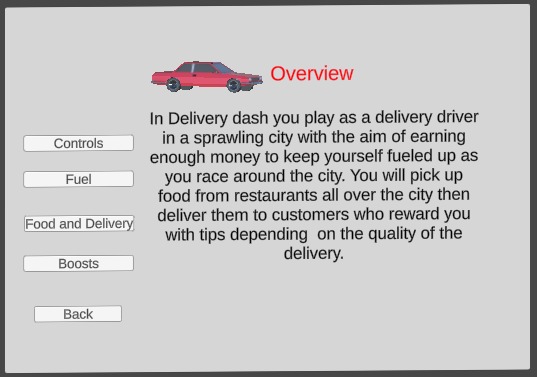 Overview
In Delivery dash you play as a delivery driver
in a sprawling city with the aim of earning
enough money to keep yourself fueled up as
you race around the city. You will pick up
food from restaurants all over the city then
deliver them to customers who reward you
with tips depending  on the quality of the
delivery.
Controls
Fuel
Food and Delivery
Boosts
Back